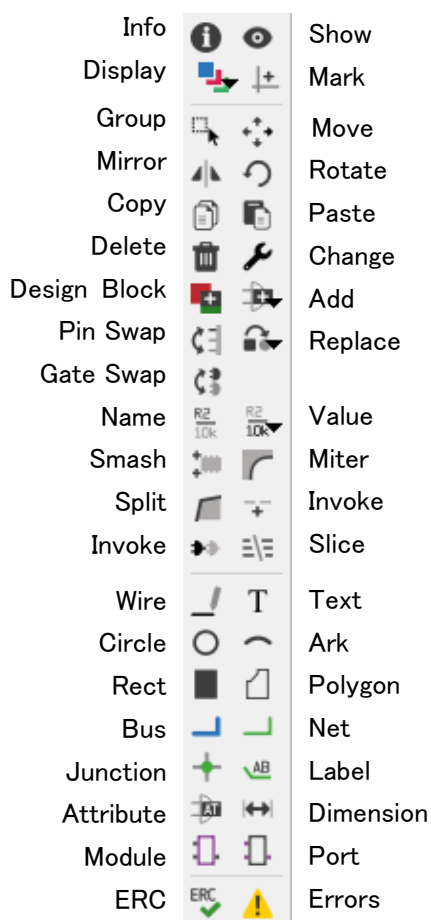 Info Show
Display Mark
Group Move
Mirror Rotate
Copy Paste
Delete Change
Design Block Add
Pin Swap Replace
Gate Swap
Name R2 10k R2 10k Value
Smash Miter
Split Invoke
Invoke Slice
Wire T Text
Circle Ark
Rect Polygon
Bus Net
Junction AB Label
Attribute AT Dimension
Module Port
ERC ERC Errors